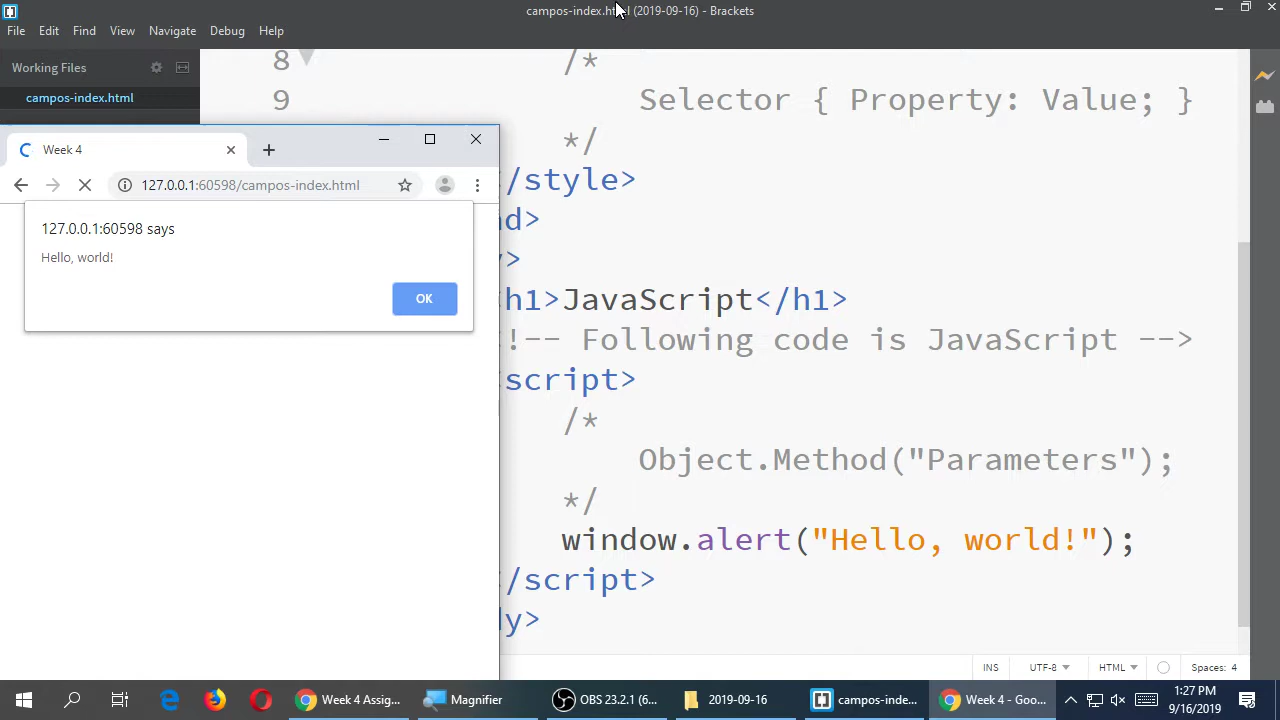 campos-index.html (2019-09-16) - Brackets
File Edit Find View Navigate Debug Help
Working Files
campos-index.html
8 /*
9 Selector { Property: Value; }
*/
/style>
d>
>
h1>JavaScript</h1>
!-- Following code is JavaScript -->
script>
/*
Object.Method("Parameters");
*/
window.alert("Hello, world!");
/script>
dy>
Week 4
127.0.0.1:60598/campos-index.html
127.0.0.1:60598 says
Hello, world!
OK
INS UTF-8 HTML Spaces: 4
Week 4 Assig... Magnifier OBS 23.2.1 (6... 2019-09-16 campos-inde... Week 4 - Goo...
1:27 PM
9/16/2019